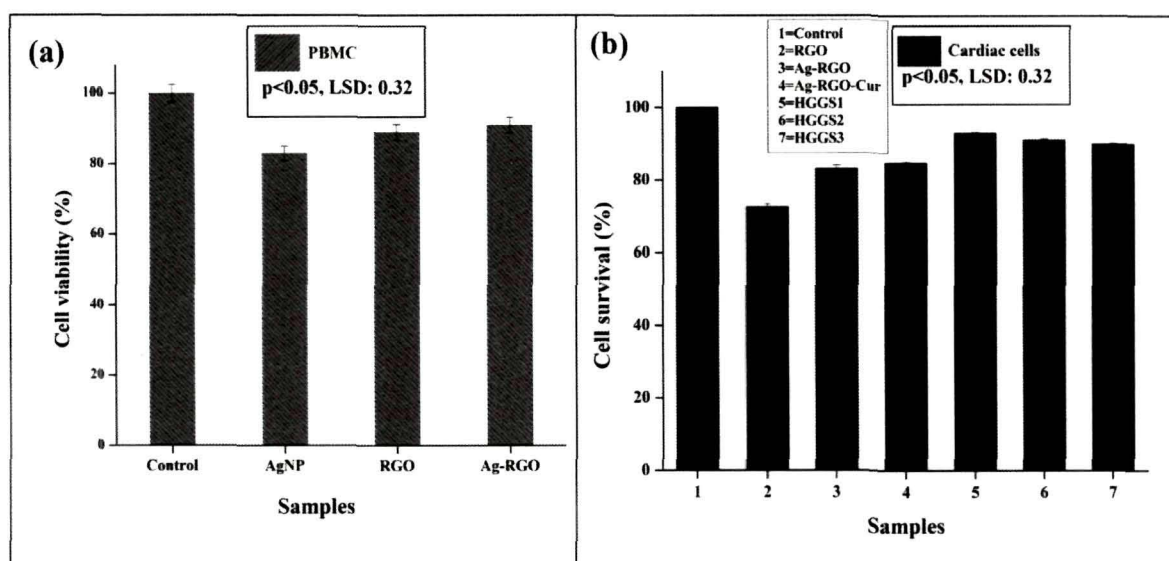 (a)
PBMC
p<0.05, LSD: 0.32
Cell viability (%)
100
80
60
40
20
0
Control AgNP RGO Ag-RGO
Samples
(b)
1=Control
2=RGO
3=Ag-RGO
4=Ag-RGO-Cur
5=HGGS1
6=HGGS2
7=HGGS3
Cardiac cells
p<0.05, LSD: 0.32
Cell survival (%)
100
80
60
40
20
0
1 2 3 4 5 6 7
Samples